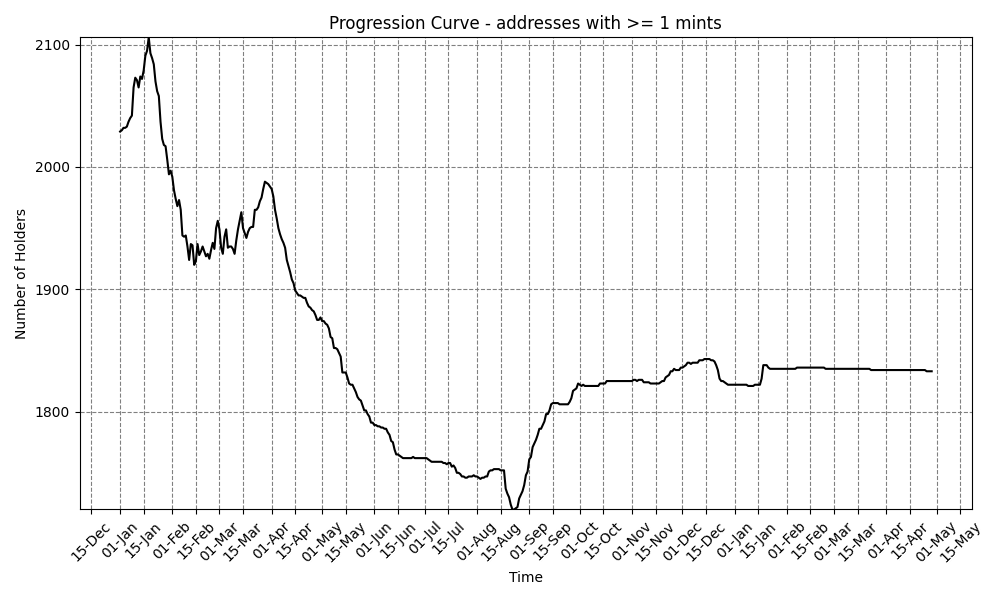 Progression Curve - addresses with >= 1 mints
Number of Holders
2100
2000
1900
1800
15-Dec
01-Jan
15-Jan
01-Feb
15-Feb
01-Mar
15-Mar
01-Apr
15-Apr
01-May
15-May
01-Jun
15-Jun
01-Jul
15-Jul
01-Aug
15-Aug
01-Sep
15-Sep
01-Oct
15-Oct
01-Nov
15-Nov
01-Dec
15-Dec
01-Jan
15-Jan
01-Feb
15-Feb
01-Mar
15-Mar
01-Apr
15-Apr
01-May
15-May
Time